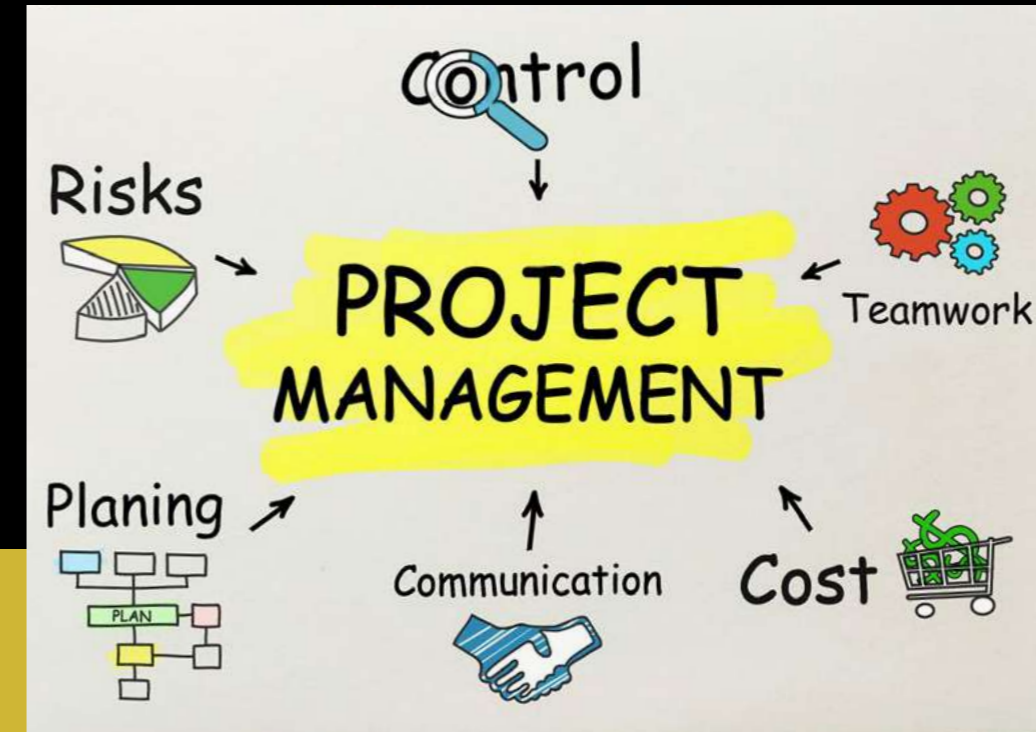 Control
Risks
Teamwork
PROJECT
MANAGEMENT
Planing
PLAN
Communication
Cost